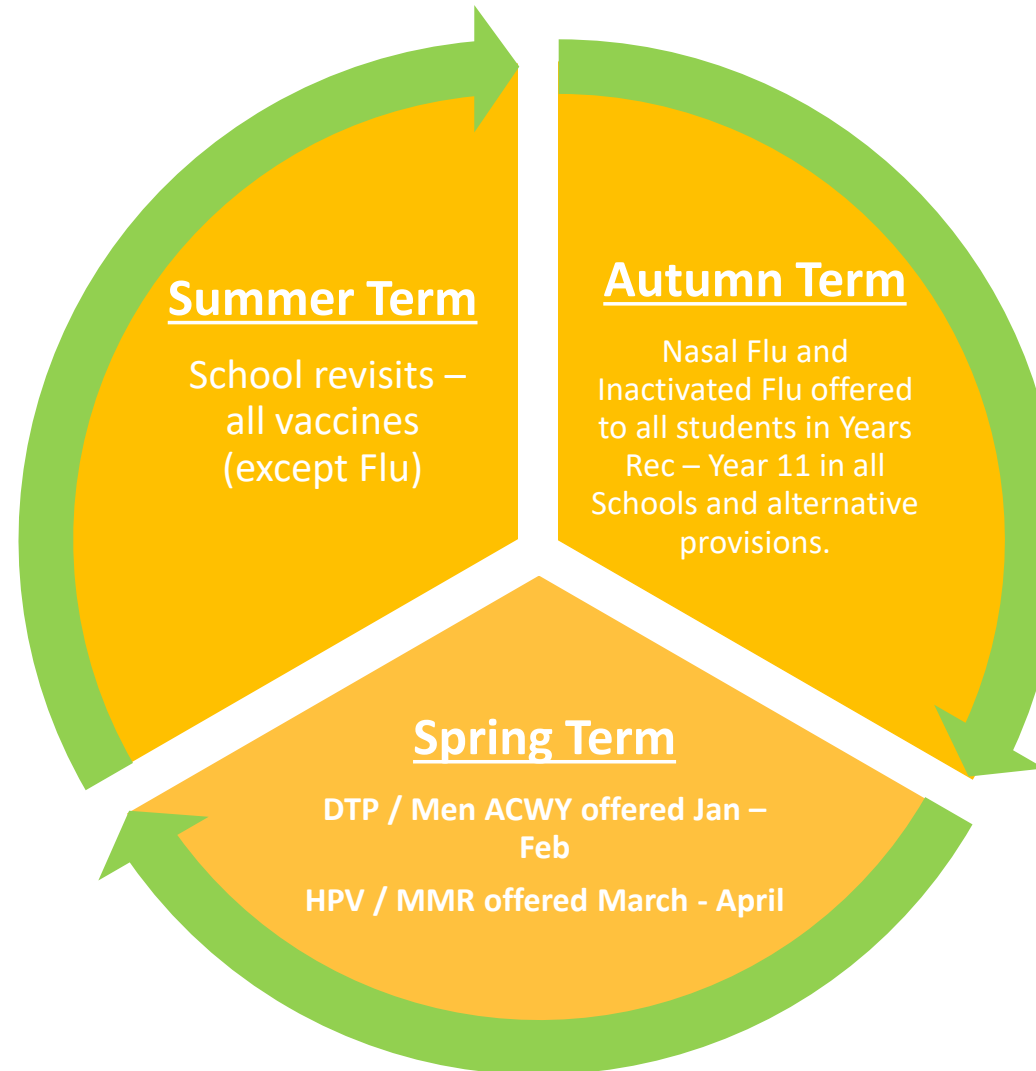 Summer Term
School revisits –
all vaccines
(except Flu)
Autumn Term
Nasal Flu and
Inactivated Flu offered
to all students in Years
Rec – Year 11 in all
Schools and alternative
provisions.
Spring Term
DTP / Men ACWY offered Jan –
Feb
HPV / MMR offered March - April